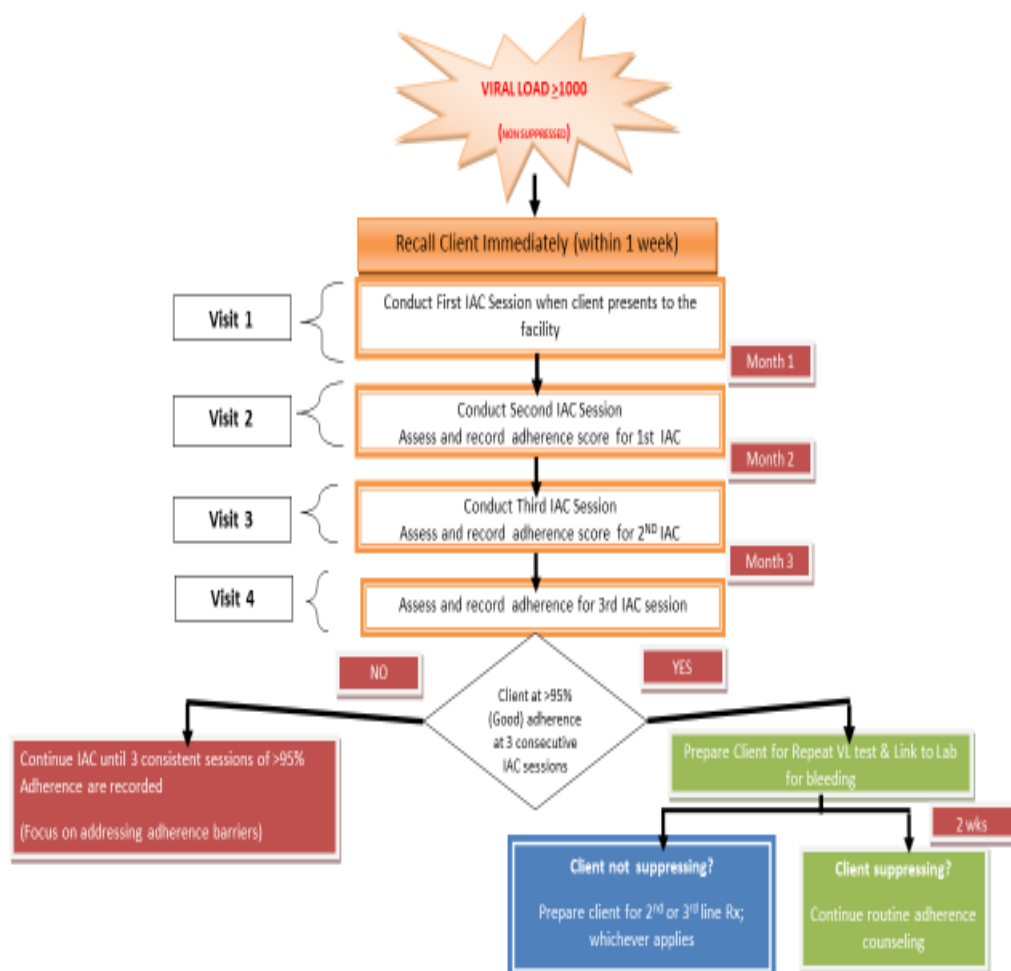 VIRAL LOAD ≥1000
(NON SUPPRESSED)
Recall Client Immediately (within 1 week)
Visit 1
Conduct First IAC Session when client presents to the
facility
Month 1
Visit 2
Conduct Second IAC Session
Assess and record adherence score for 1st IAC
Month 2
Visit 3
Conduct Third IAC Session
Assess and record adherence score for 2ND IAC
Month 3
Visit 4
Assess and record adherence for 3rd IAC session
NO
YES
Client at >95%
(Good) adherence
at 3 consecutive
IAC sessions
Continue IAC until 3 consistent sessions of >95%
Adherence are recorded
(Focus on addressing adherence barriers)
Prepare Client for Repeat VL test & Link to Lab
for bleeding
2 wks
Client not suppressing?
Prepare client for 2nd or 3rd line Rx;
whichever applies
Client suppressing?
Continue routine adherence
counseling